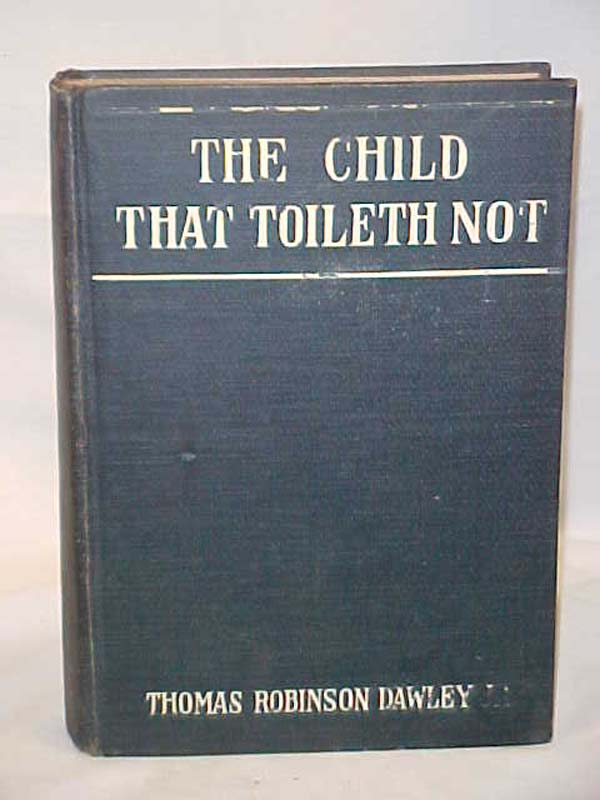 THE CHILD
THAT TOILETH NOT
THOMAS ROBINSON DAWLEY